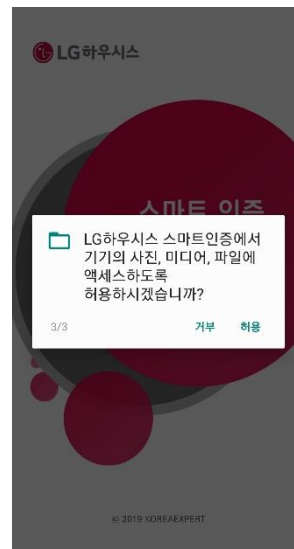 LG하우시스
스마트 인증
LG하우시스 스마트인증에서
기기의 사진, 미디어, 파일에
액세스하도록
허용하시겠습니까?
3/3 거부 허용
© 2019 KOREAEXPERT